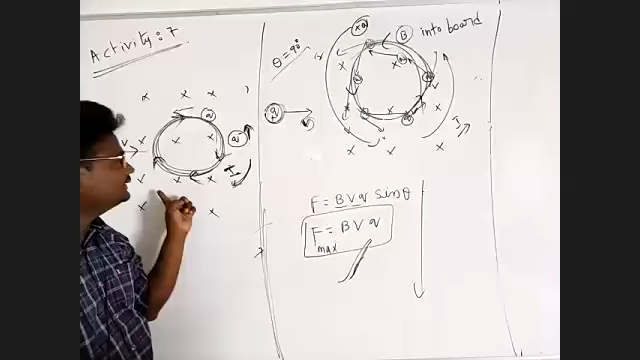 Activity: 7
θ = 90°
B into board
q
v
I
F = BVq sinθ
F = BVq
max